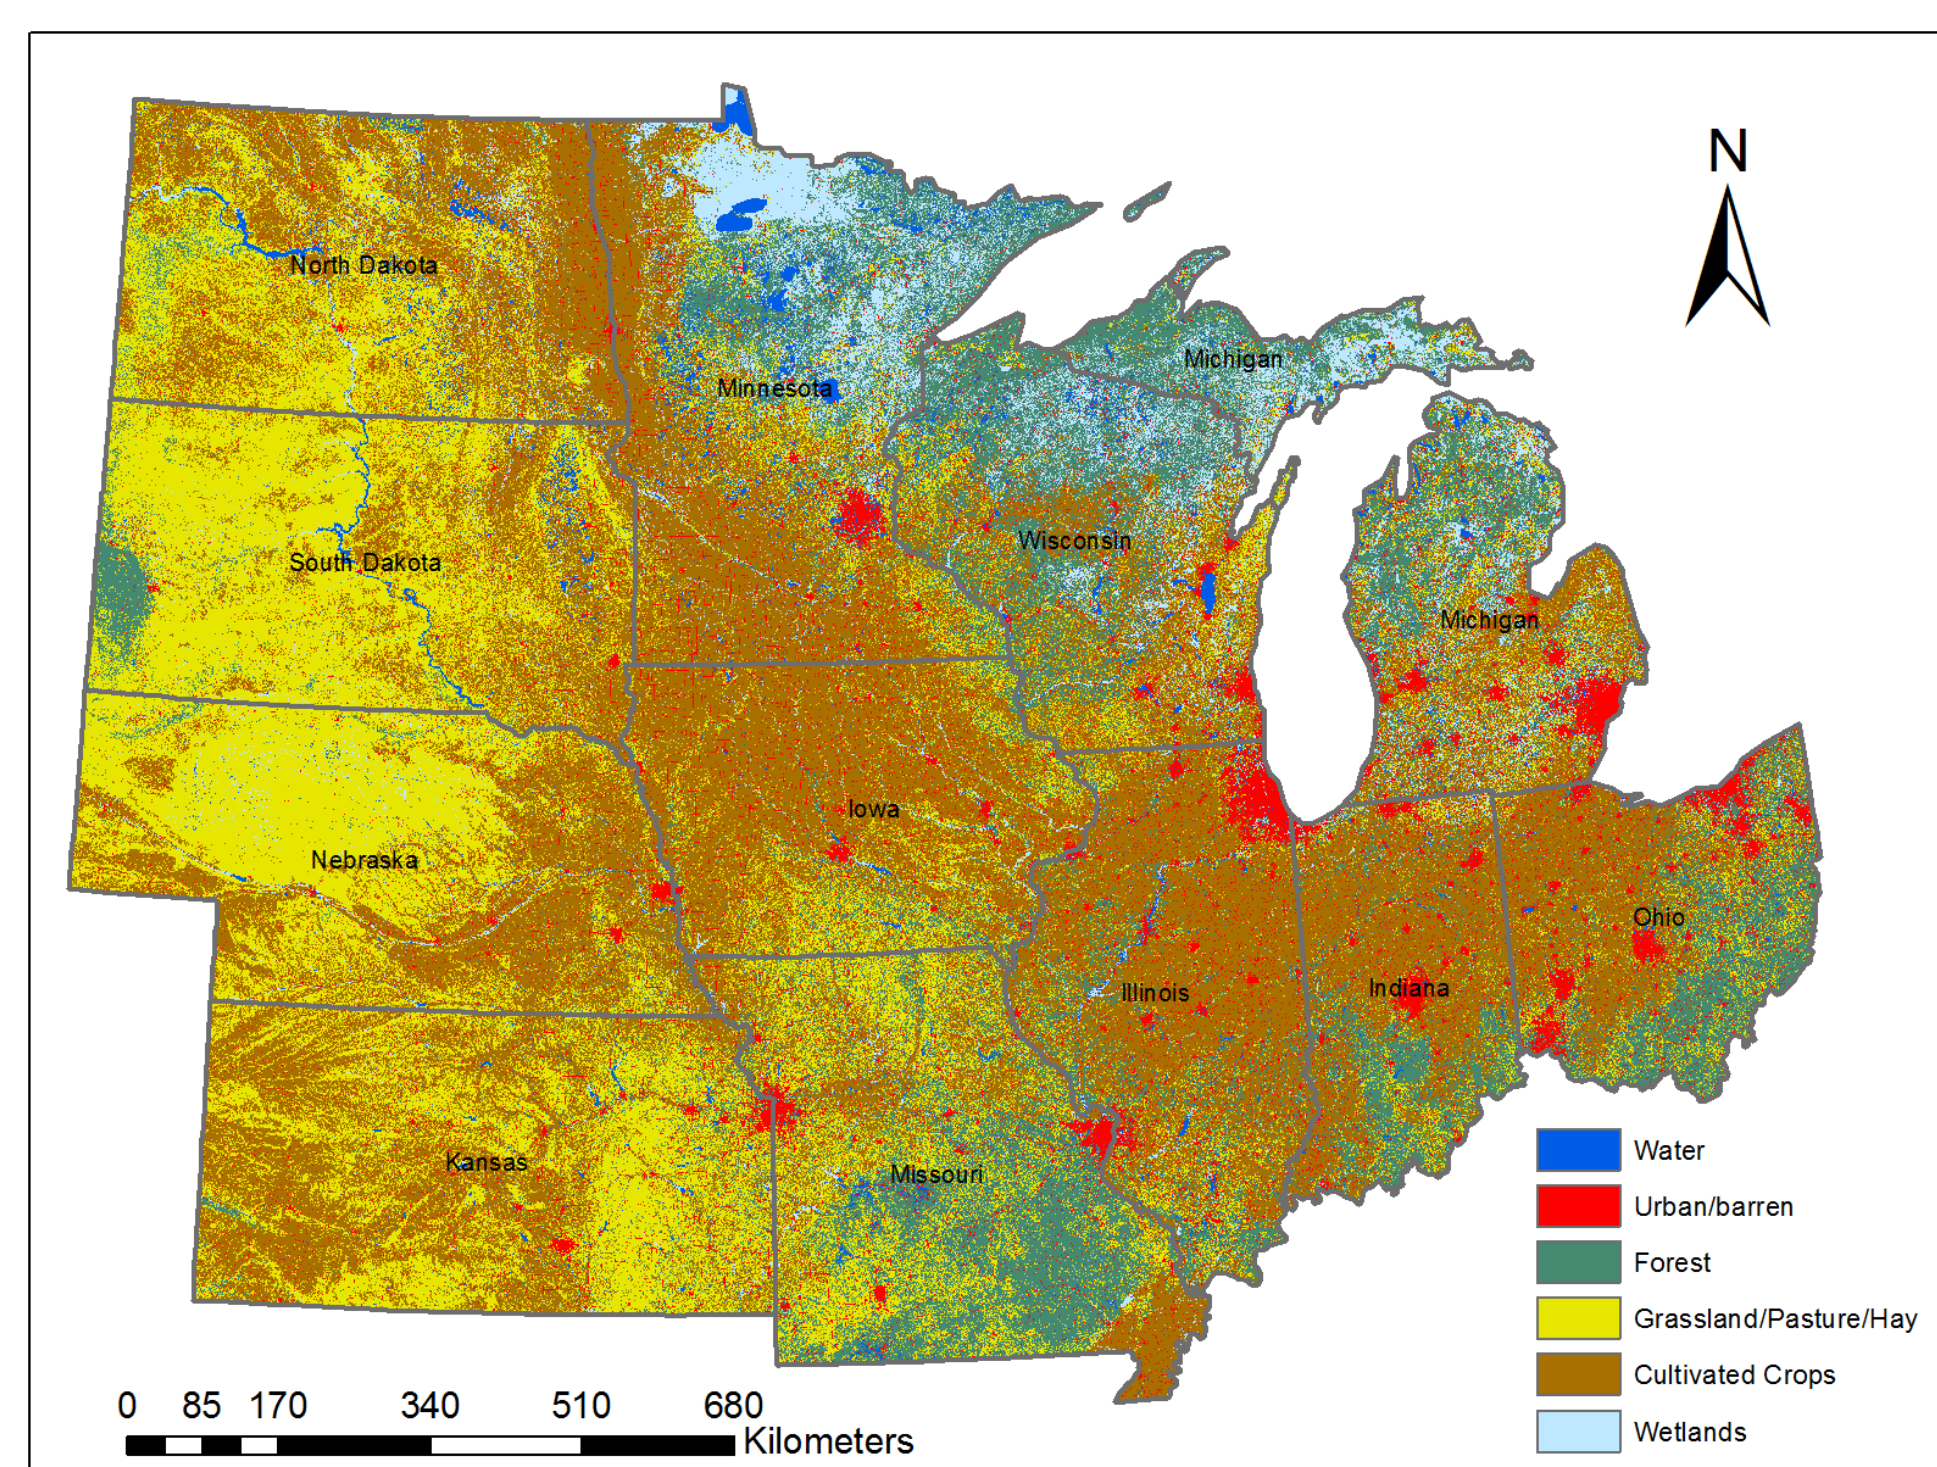 N
North Dakota
Minnesota
Michigan
South Dakota
Wisconsin
Michigan
Iowa
Nebraska
Ohio
Illinois
Indiana
Kansas
Missouri
Water
Urban/barren
Forest
Grassland/Pasture/Hay
Cultivated Crops
Wetlands
0 85 170 340 510 680
Kilometers